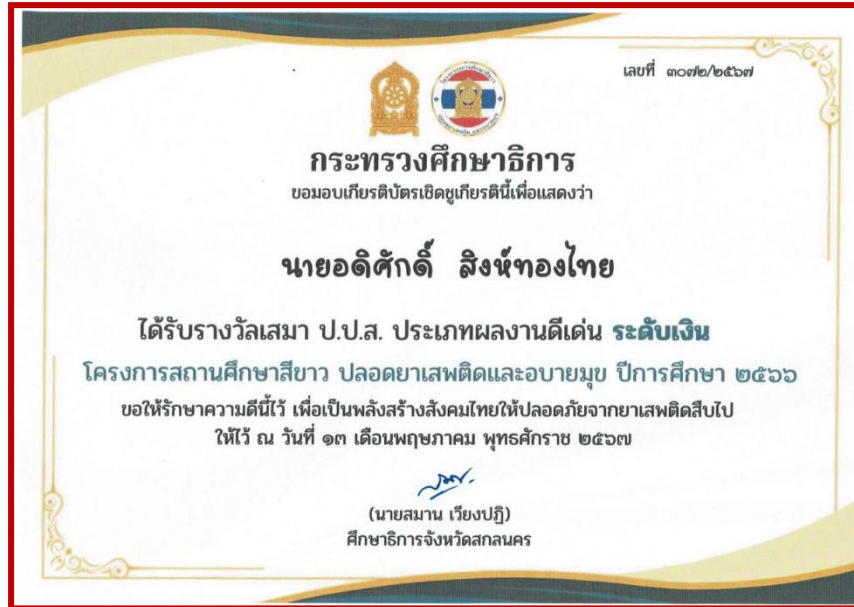 เลขที่ ๓๐๗๒/๒๕๖๗
กระทรวงศึกษาธิการ
ขอมอบเกียรติบัตรเชิดชูเกียรตินี้เพื่อแสดงว่า
นายอดิศักดิ์ สิงห์ทองไทย
ได้รับรางวัลเสมา ป.ป.ส. ประเภทผลงานดีเด่น ระดับเงิน
โครงการสถานศึกษาสีขาว ปลอดยาเสพติดและอบายมุข ปีการศึกษา ๒๕๖๖
ขอให้รักษาความดีนี้ไว้ เพื่อเป็นพลังสร้างสังคมไทยให้ปลอดภัยจากยาเสพติดสืบไป
ให้ไว้ ณ วันที่ ๑๓ เดือนพฤษภาคม พุทธศักราช ๒๕๖๗
(นายสมาน เวียงปฏิ)
ศึกษาธิการจังหวัดสกลนคร